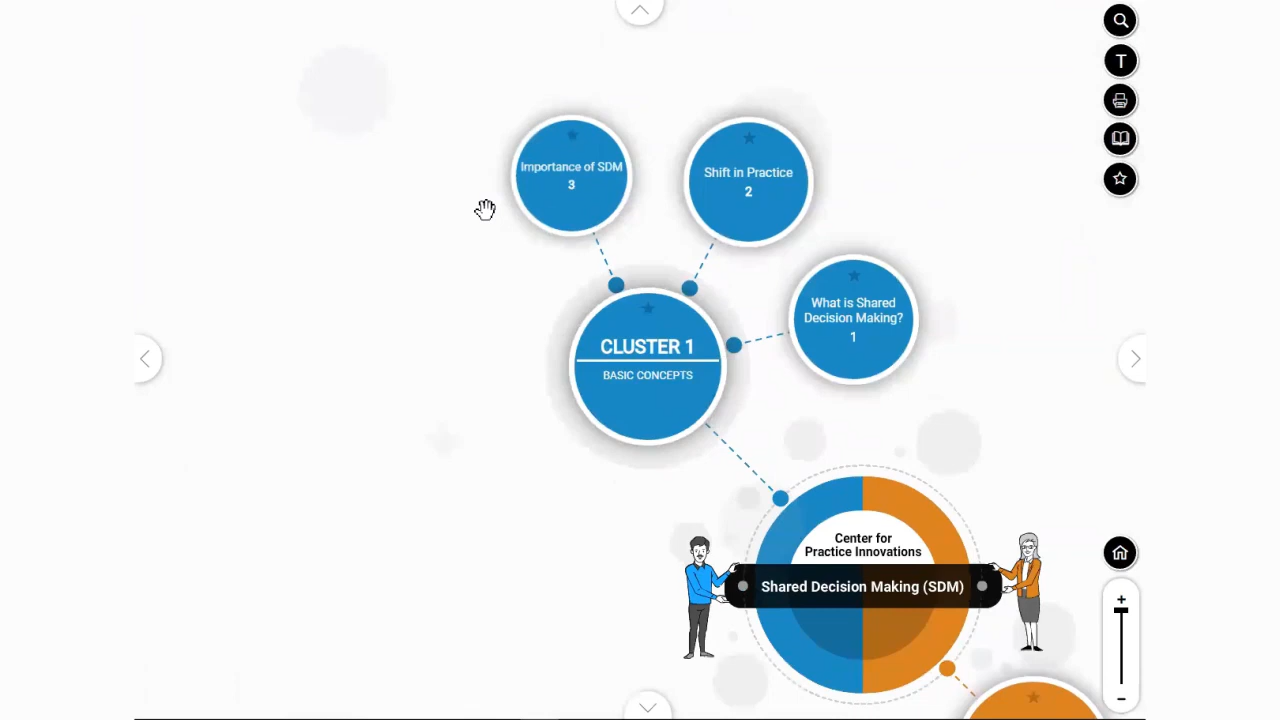 Importance of SDM
3
Shift in Practice
2
What is Shared
Decision Making?
1
CLUSTER 1
BASIC CONCEPTS
Center for
Practice Innovations
Shared Decision Making (SDM)
T
+
-